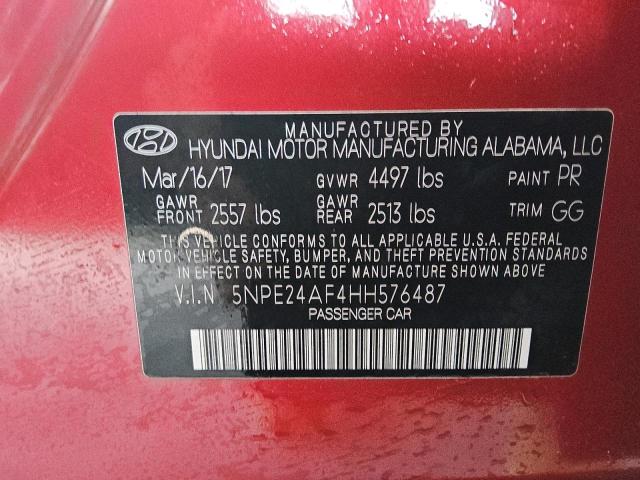 MANUFACTURED BY
HYUNDAI MOTOR MANUFACTURING ALABAMA, LLC
Mar/16/17 GVWR 4497 lbs PAINT PR
GAWR FRONT 2557 lbs GAWR REAR 2513 lbs TRIM GG
THIS VEHICLE CONFORMS TO ALL APPLICABLE U.S.A. FEDERAL
MOTOR VEHICLE SAFETY, BUMPER, AND THEFT PREVENTION STANDARDS
IN EFFECT ON THE DATE OF MANUFACTURE SHOWN ABOVE.
V.I.N 5NPE24AF4HH576487
PASSENGER CAR